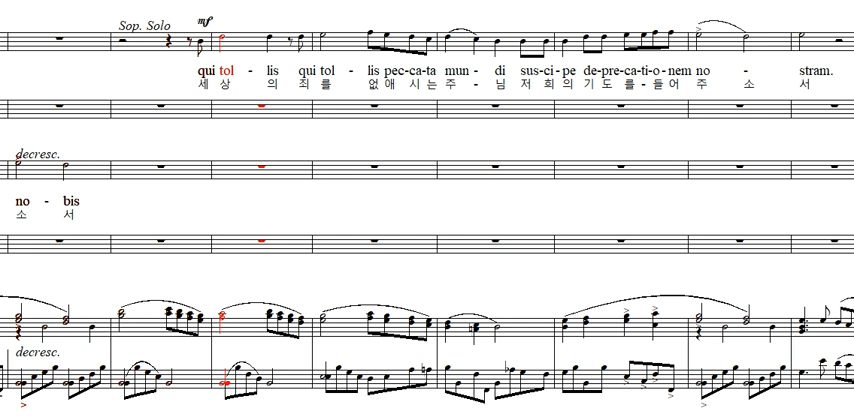 Sop. Solo
mf
qui tol - lis qui tol - lis pec-ca-ta mun - di sus-ci-pe de-pre-ca-ti-o-nem no - stram.
세 상 의 죄 를 없 애 시 는 주 - 님 저 희 의 기 도 를 - 들 어 주 소 서
decresc.
no - bis
소 서
decresc.